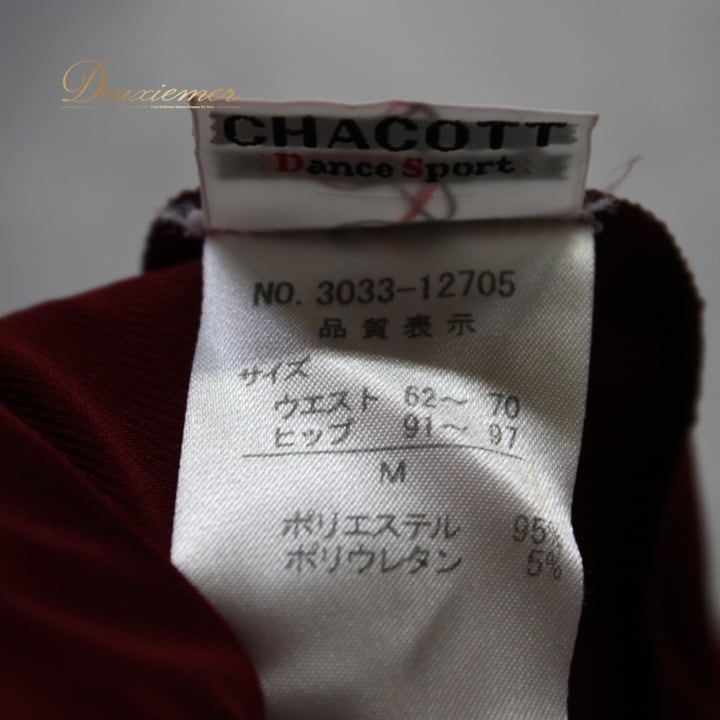 Deuxiemer
CHACOTT
Dance Sport
NO. 3033-12705
品質表示
サイズ
ウエスト 62〜 70
ヒップ 91〜 97
M
ポリエステル 95%
ポリウレタン 5%